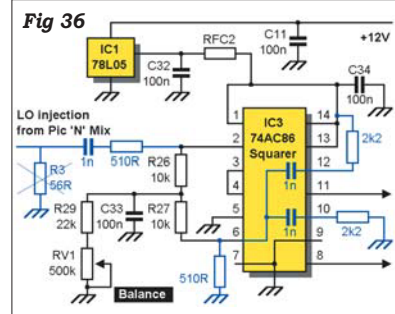 Fig 36
+12V
IC1
78L05
RFC2
C11
100n
C32
100n
C34
100n
LO injection
from Pic 'N' Mix
1n
510R
R3
56R
R26
10k
R29
22k
C33
100n
R27
10k
RV1
500k
Balance
510R
IC3
74AC86
Squarer
1
2
3
4
5
6
7
14
13
12
11
10
9
8
1n
1n
2k2
2k2